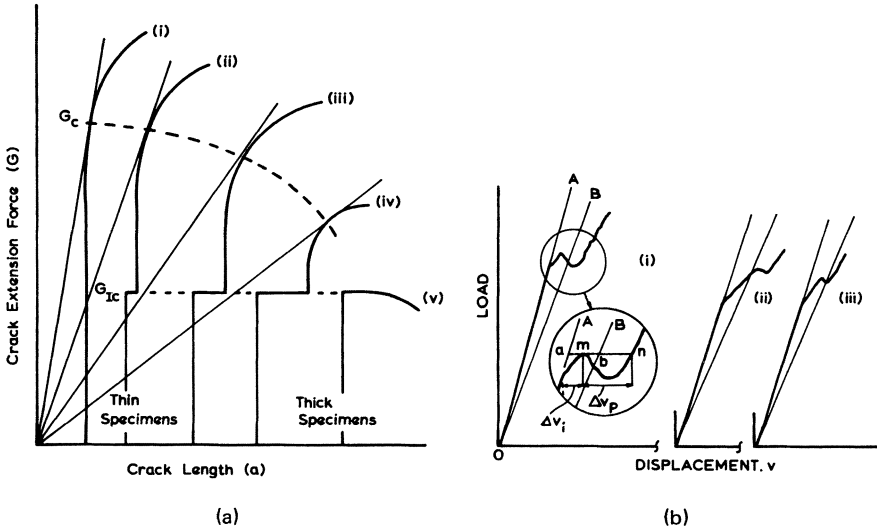 Crack Extension Force (G)
(i)
(ii)
(iii)
(iv)
(v)
Gc
GIc
Thin
Specimens
Thick
Specimens
Crack Length (a)
(a)
LOAD
A
B
(i)
A
B
a
m
b
n
Δvi
Δvp
O
(ii)
(iii)
DISPLACEMENT. v
(b)